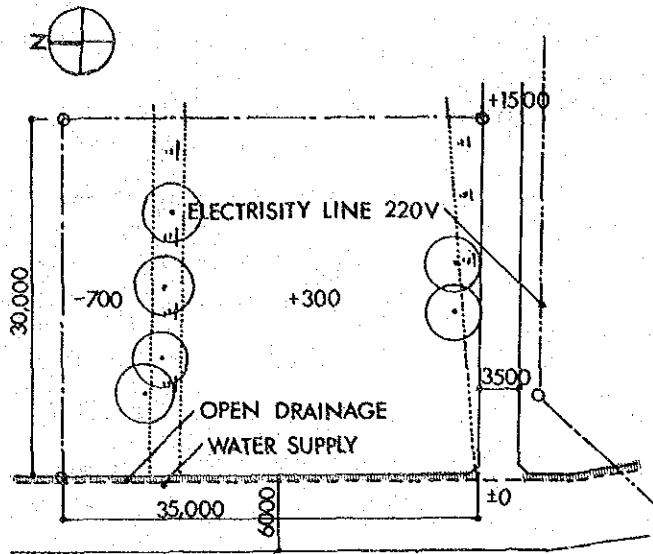 N
+1500
ELECTRISITY LINE 220V
30,000
-700
+300
3500
OPEN DRAINAGE
WATER SUPPLY
35,000
6000
±0